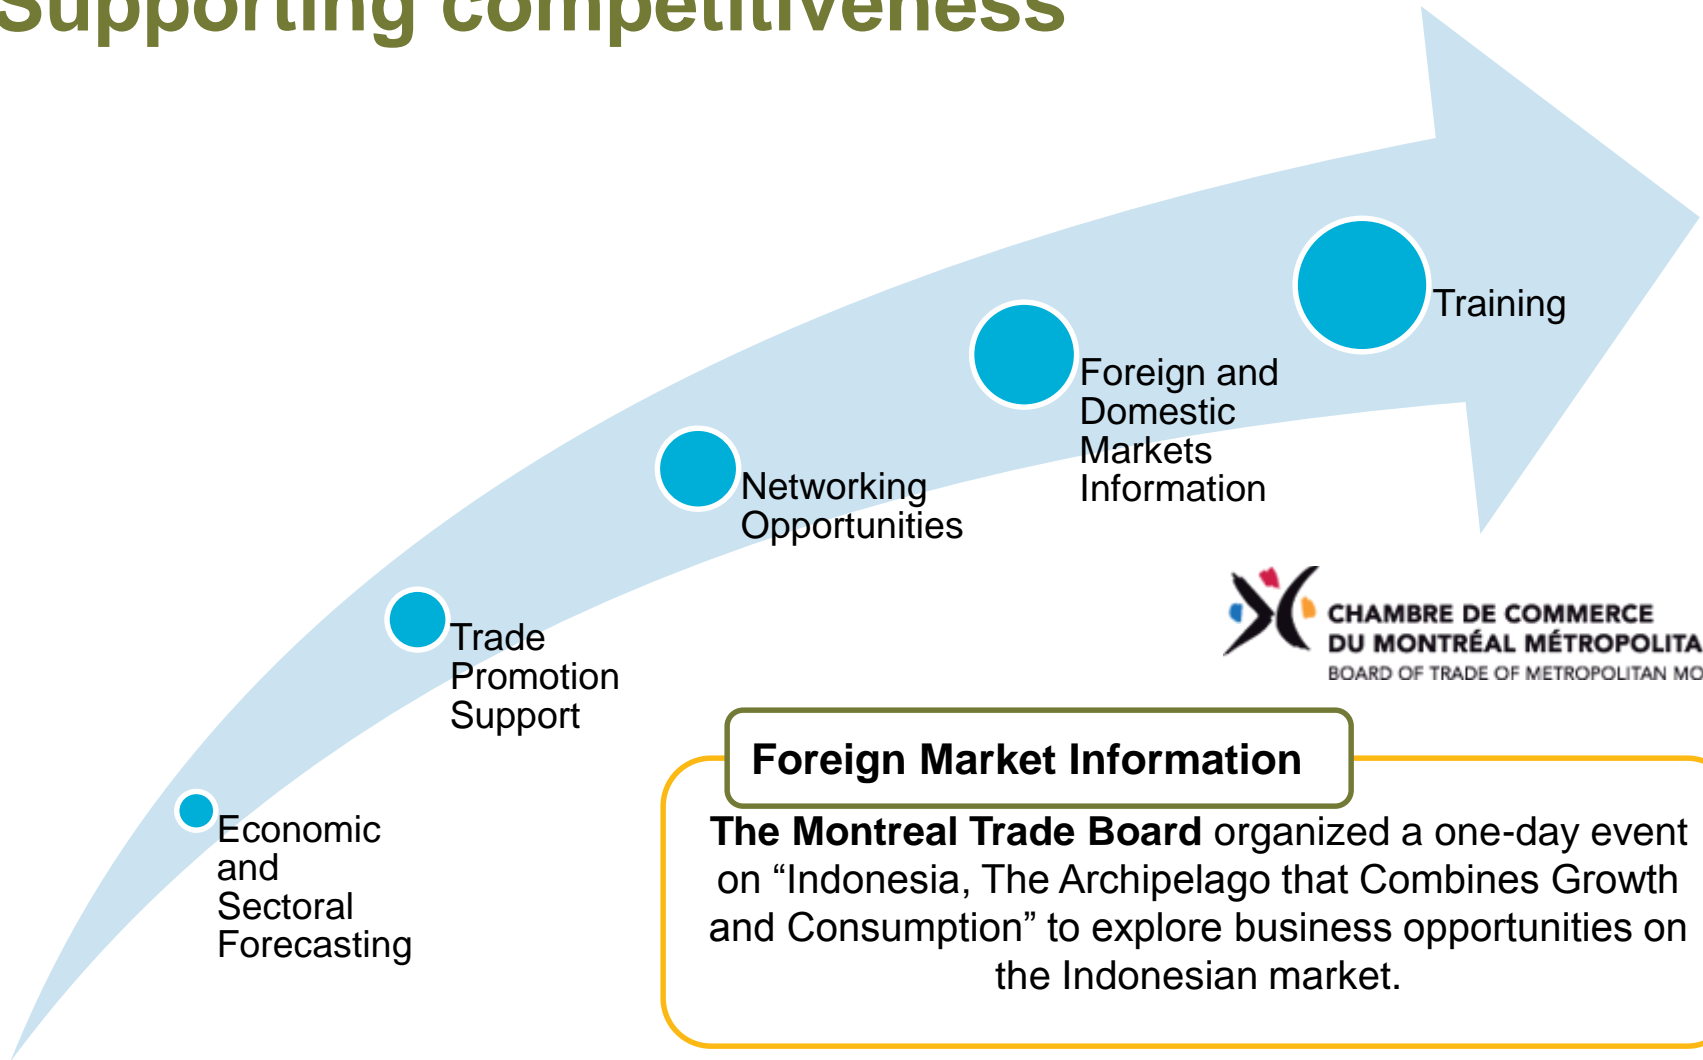 Supporting competitiveness
Training
Foreign and
Domestic
Markets
Information
Networking
Opportunities
Trade
Promotion
Support
Economic
and
Sectoral
Forecasting
CHAMBRE DE COMMERCE
DU MONTRÉAL MÉTROPOLITA
BOARD OF TRADE OF METROPOLITAN MO
Foreign Market Information
The Montreal Trade Board organized a one-day event
on “Indonesia, The Archipelago that Combines Growth
and Consumption” to explore business opportunities on
the Indonesian market.